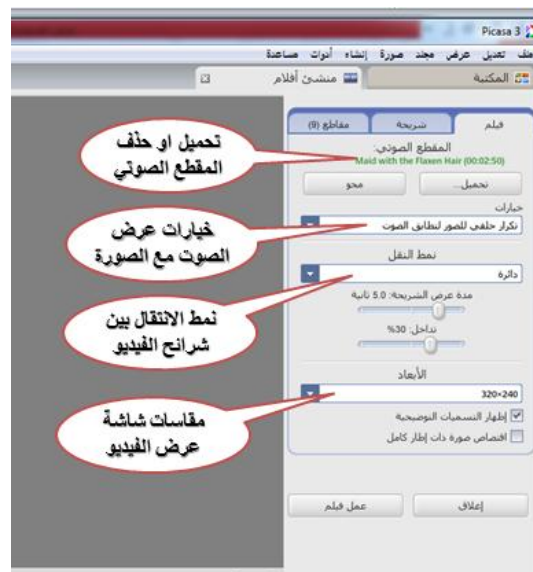 Picasa 3
ملف تعديل عرض مجلد صورة إنشاء أدوات مساعدة
المكتبة
منشئ أفلام
فيلم
شريحة
مقاطع (9)
المقطع الصوتي:
Maid with the Flaxen Hair (00:02:50)
تحميل...
محو
خيارات
تكرار حلقي للصور لتطابق الصوت
نمط النقل
دائرة
مدة عرض الشريحة: 5.0 ثانية
تداخل: 30%
الأبعاد
320×240
إظهار التسميات التوضيحية
اقتصاص صورة ذات إطار كامل
إغلاق
عمل فيلم
تحميل او حذف
المقطع الصوتي
خيارات عرض
الصوت مع الصورة
نمط الانتقال بين
شرائح الفيديو
مقاسات شاشة
عرض الفيديو